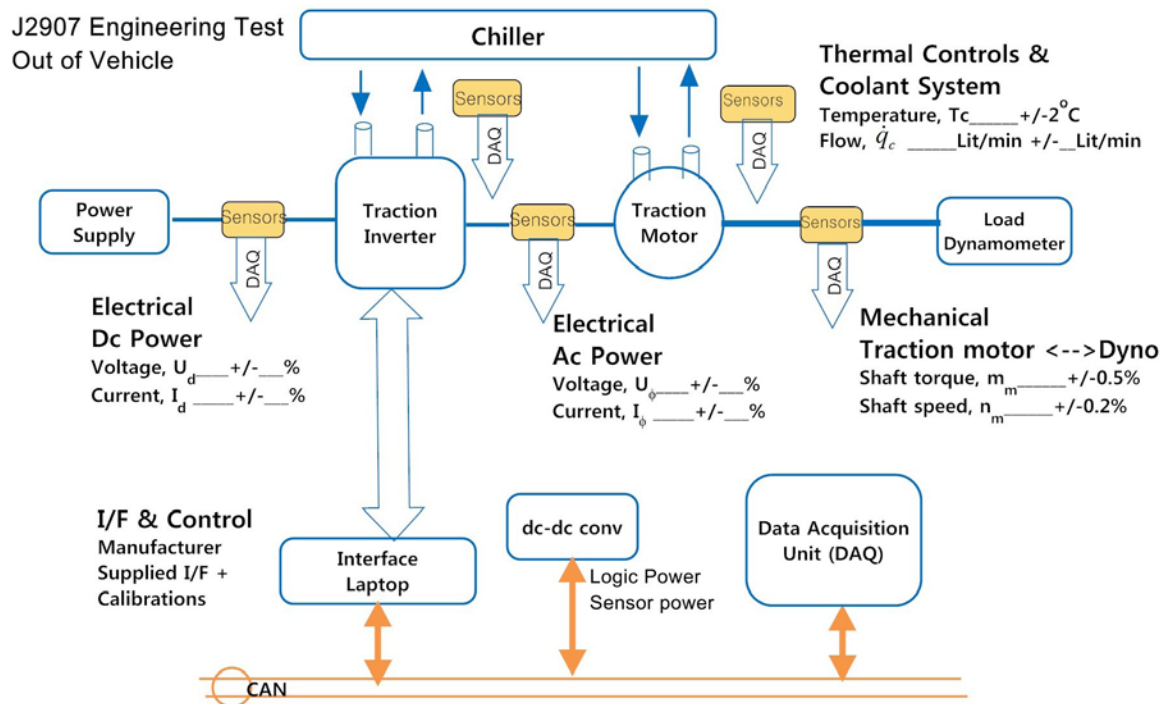 J2907 Engineering Test
Out of Vehicle
Chiller
Thermal Controls &
Coolant System
Temperature, Tc_____+/-2°C
Flow, q̇c _____Lit/min +/-__Lit/min
Sensors
DAQ
Sensors
DAQ
Power
Supply
Sensors
DAQ
Traction
Inverter
Sensors
DAQ
Traction
Motor
Sensors
DAQ
Load
Dynamometer
Electrical
Dc Power
Voltage, Ud____+/-___%
Current, Id _____+/-___%
Electrical
Ac Power
Voltage, Uϕ____+/-___%
Current, Iϕ _____+/-___%
Mechanical
Traction motor <-->Dyno
Shaft torque, mm______+/-0.5%
Shaft speed, nm______+/-0.2%
I/F & Control
Manufacturer
Supplied I/F +
Calibrations
Interface
Laptop
dc-dc conv
Logic Power
Sensor power
Data Acquisition
Unit (DAQ)
CAN